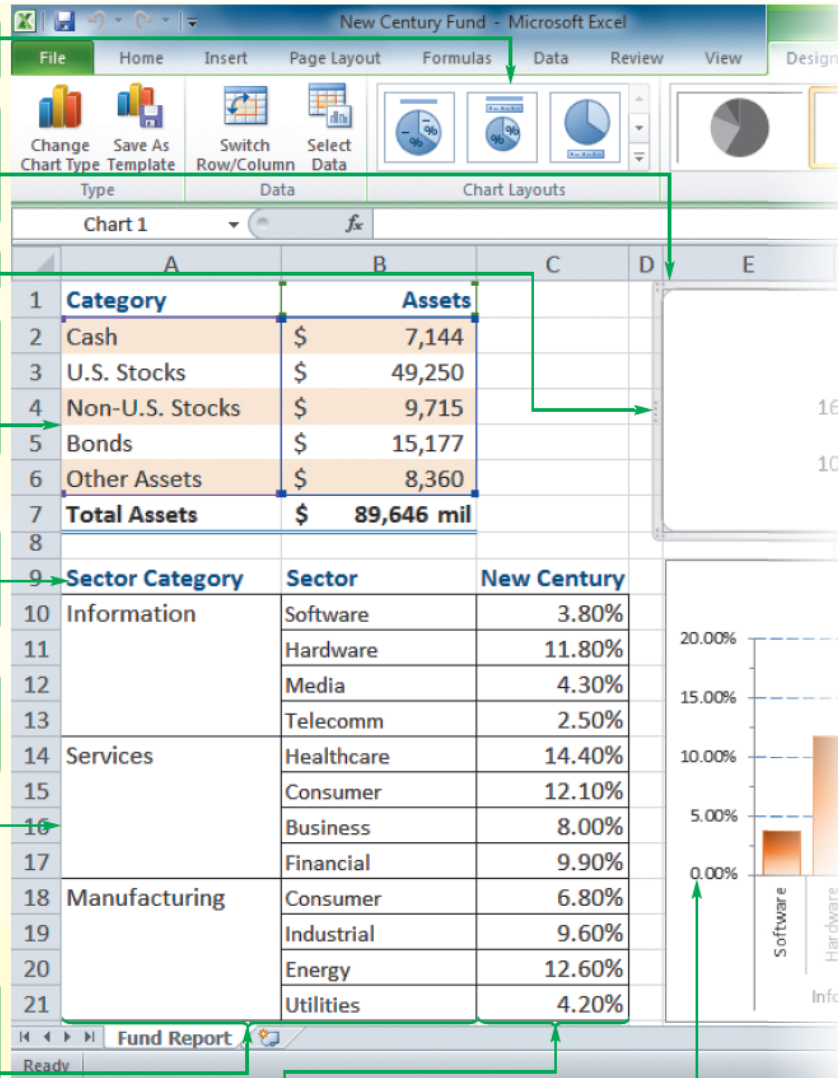 New Century Fund - Microsoft Excel
File Home Insert Page Layout Formulas Data Review View Design
Change Chart Type Save As Template Switch Row/Column Select Data
Type Data Chart Layouts
Chart 1 fx
A B C D E
1 Category Assets
2 Cash $ 7,144
3 U.S. Stocks $ 49,250
4 Non-U.S. Stocks $ 9,715
16
5 Bonds $ 15,177
10
6 Other Assets $ 8,360
7 Total Assets $ 89,646 mil
8
9 Sector Category Sector New Century
10 Information Software 3.80%
20.00%
11 Hardware 11.80%
12 Media 4.30%
15.00%
13 Telecomm 2.50%
14 Services Healthcare 14.40%
10.00%
15 Consumer 12.10%
16 Business 8.00%
5.00%
17 Financial 9.90%
0.00%
18 Manufacturing Consumer 6.80%
19 Industrial 9.60%
Software
Hardware
20 Energy 12.60%
21 Utilities 4.20%
Info
Fund Report
Ready